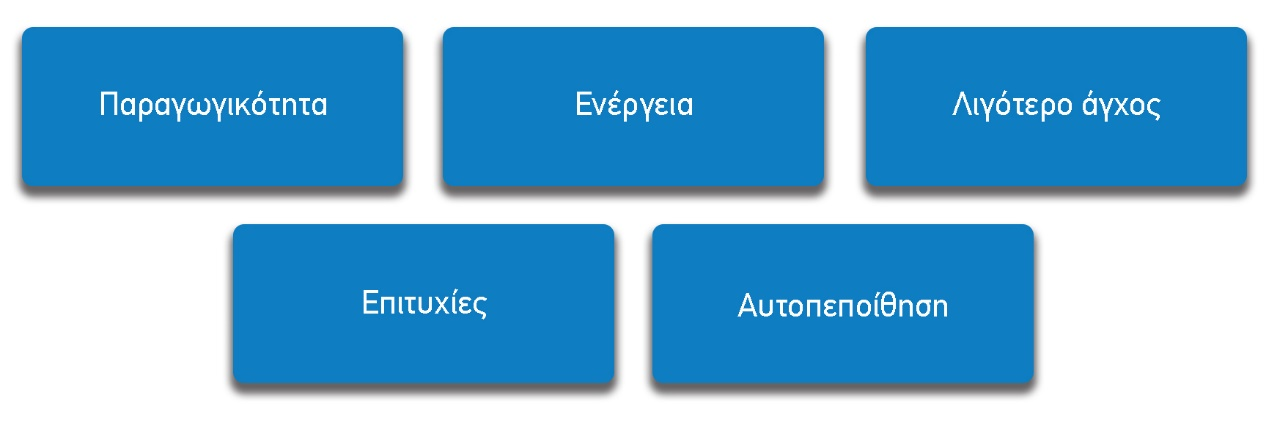 Παραγωγικότητα
Ενέργεια
Λιγότερο άγχος
Επιτυχίες
Αυτοπεποίθηση